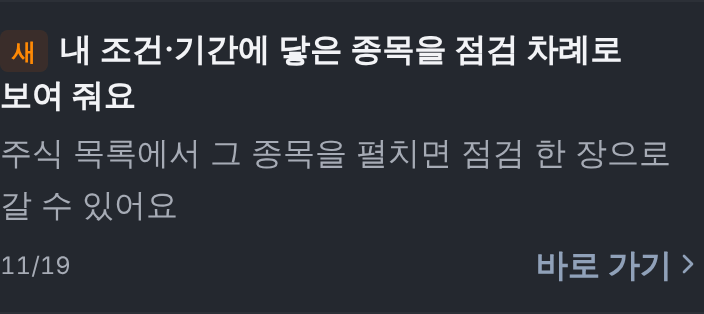 새 내 조건·기간에 닿은 종목을 점검 차례로
보여 줘요
주식 목록에서 그 종목을 펼치면 점검 한 장으로
갈 수 있어요
11/19
바로 가기 >